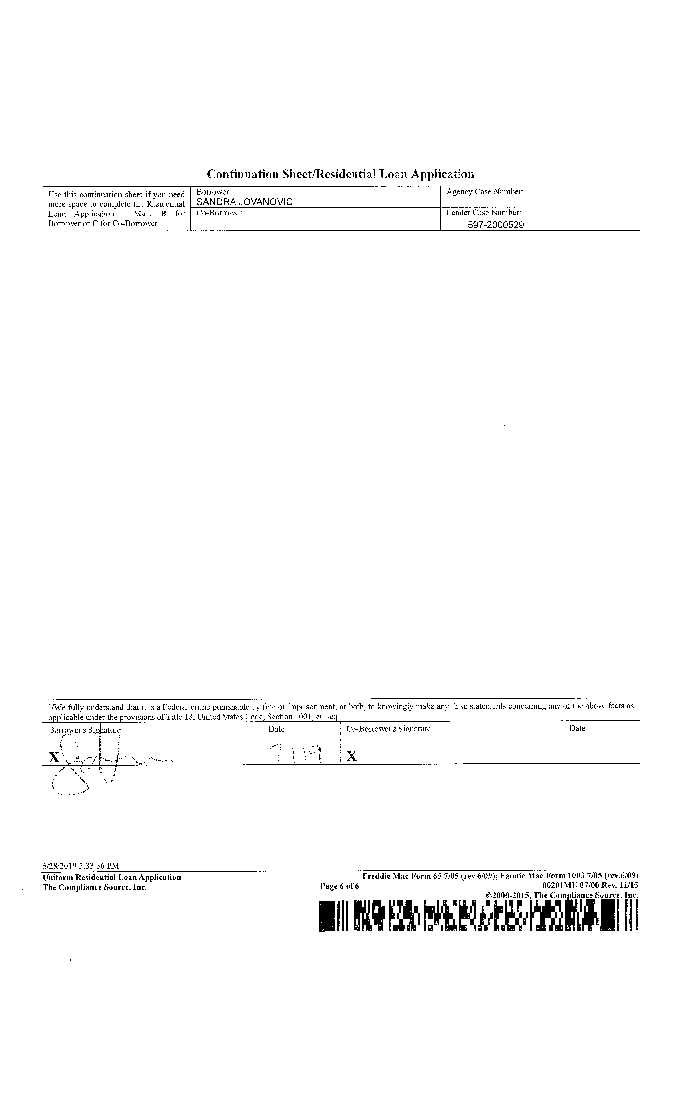 Continuation Sheet/Residential Loan Application
Use this continuation sheet if you need
more space to complete the Residential
Loan Application. Mark B for
Borrower or C for Co-Borrower
Borrower
SANDRA JOVANOVIC
Co-Borrower
Agency Case Number:
Lender Case Number:
597-2000529
I/We fully understand that it is a Federal crime punishable by fine or imprisonment, or both, to knowingly make any false statements concerning any of the above facts as
applicable under the provisions of Title 18, United States Code, Section 1001, et seq.
Borrower's Signature
X
Date
Co-Borrower's Signature
X
Date
5/28/2019 5:33:36 PM
Uniform Residential Loan Application
The Compliance Source, Inc.
Page 6 of 6
Freddie Mac Form 65 7/05 (rev.6/09); Fannie Mae Form 1003 7/05 (rev.6/09)
00201MU 07/00 Rev. 11/15
©2000-2015, The Compliance Source, Inc.